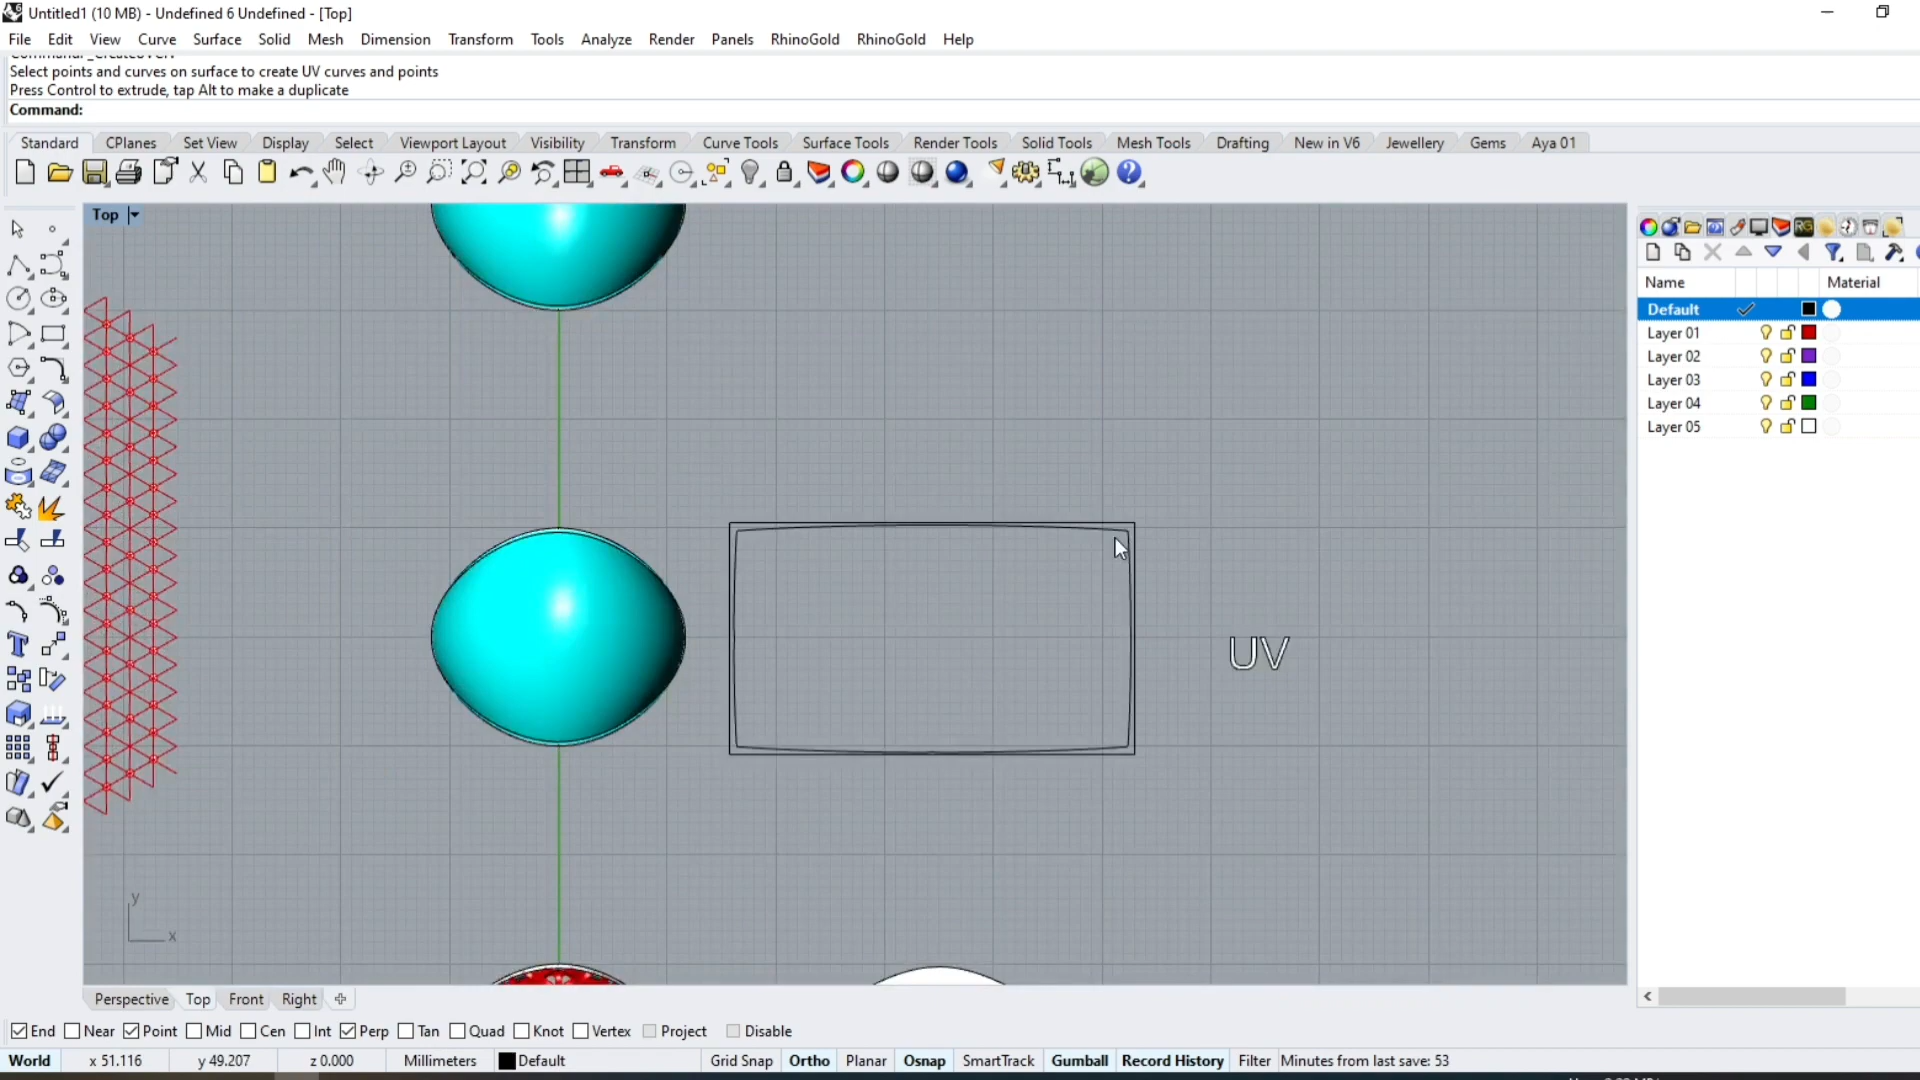 Untitled1 (10 MB) - Undefined 6 Undefined - [Top]
File Edit View Curve Surface Solid Mesh Dimension Transform Tools Analyze Render Panels RhinoGold RhinoGold Help
Select points and curves on surface to create UV curves and points
Press Control to extrude, tap Alt to make a duplicate
Command:
Standard CPlanes Set View Display Select Viewport Layout Visibility Transform Curve Tools Surface Tools Render Tools Solid Tools Mesh Tools Drafting New in V6 Jewellery Gems Aya 01
Top
Name Material
Default
Layer 01
Layer 02
Layer 03
Layer 04
Layer 05
UV
y
x
Perspective Top Front Right
End Near Point Mid Cen Int Perp Tan Quad Knot Vertex Project Disable
World x 51.116 y 49.207 z 0.000 Millimeters Default Grid Snap Ortho Planar Osnap SmartTrack Gumball Record History Filter Minutes from last save: 53